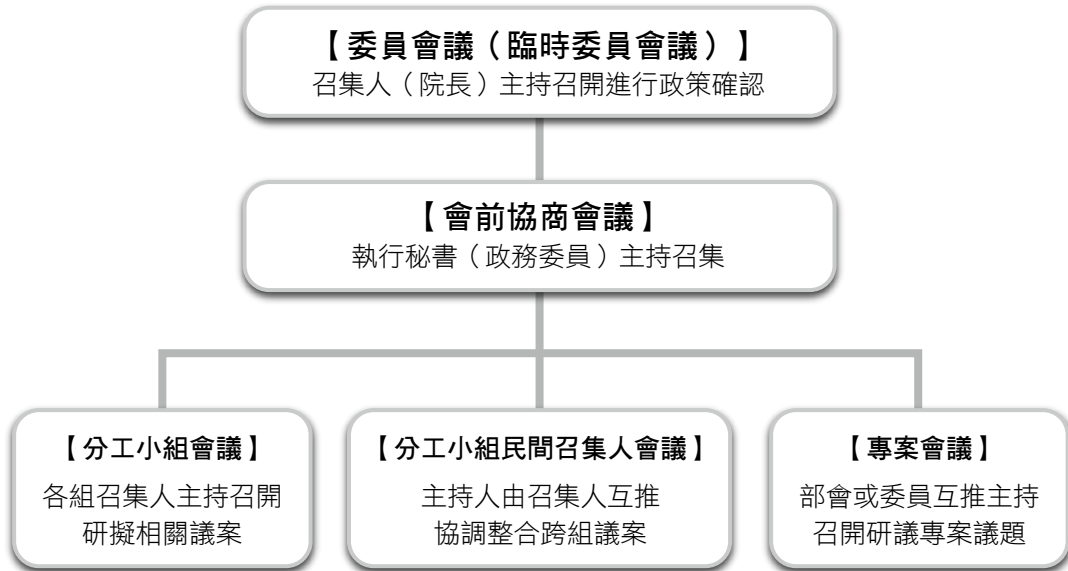 【委員會議（臨時委員會議）】
召集人（院長）主持召開進行政策確認
【會前協商會議】
執行秘書（政務委員）主持召集
【分工小組會議】
各組召集人主持召開
研擬相關議案
【分工小組民間召集人會議】
主持人由召集人互推
協調整合跨組議案
【專案會議】
部會或委員互推主持
召開研議專案議題